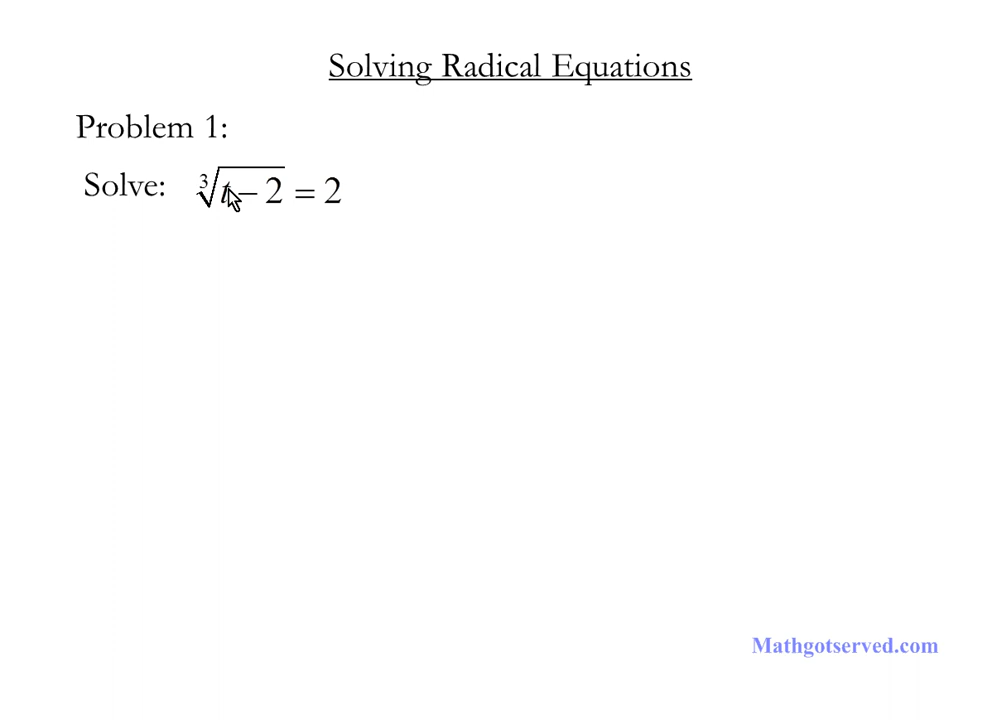 Solving Radical Equations
Problem 1:
Solve: ∛(t − 2) = 2
Mathgotserved.com